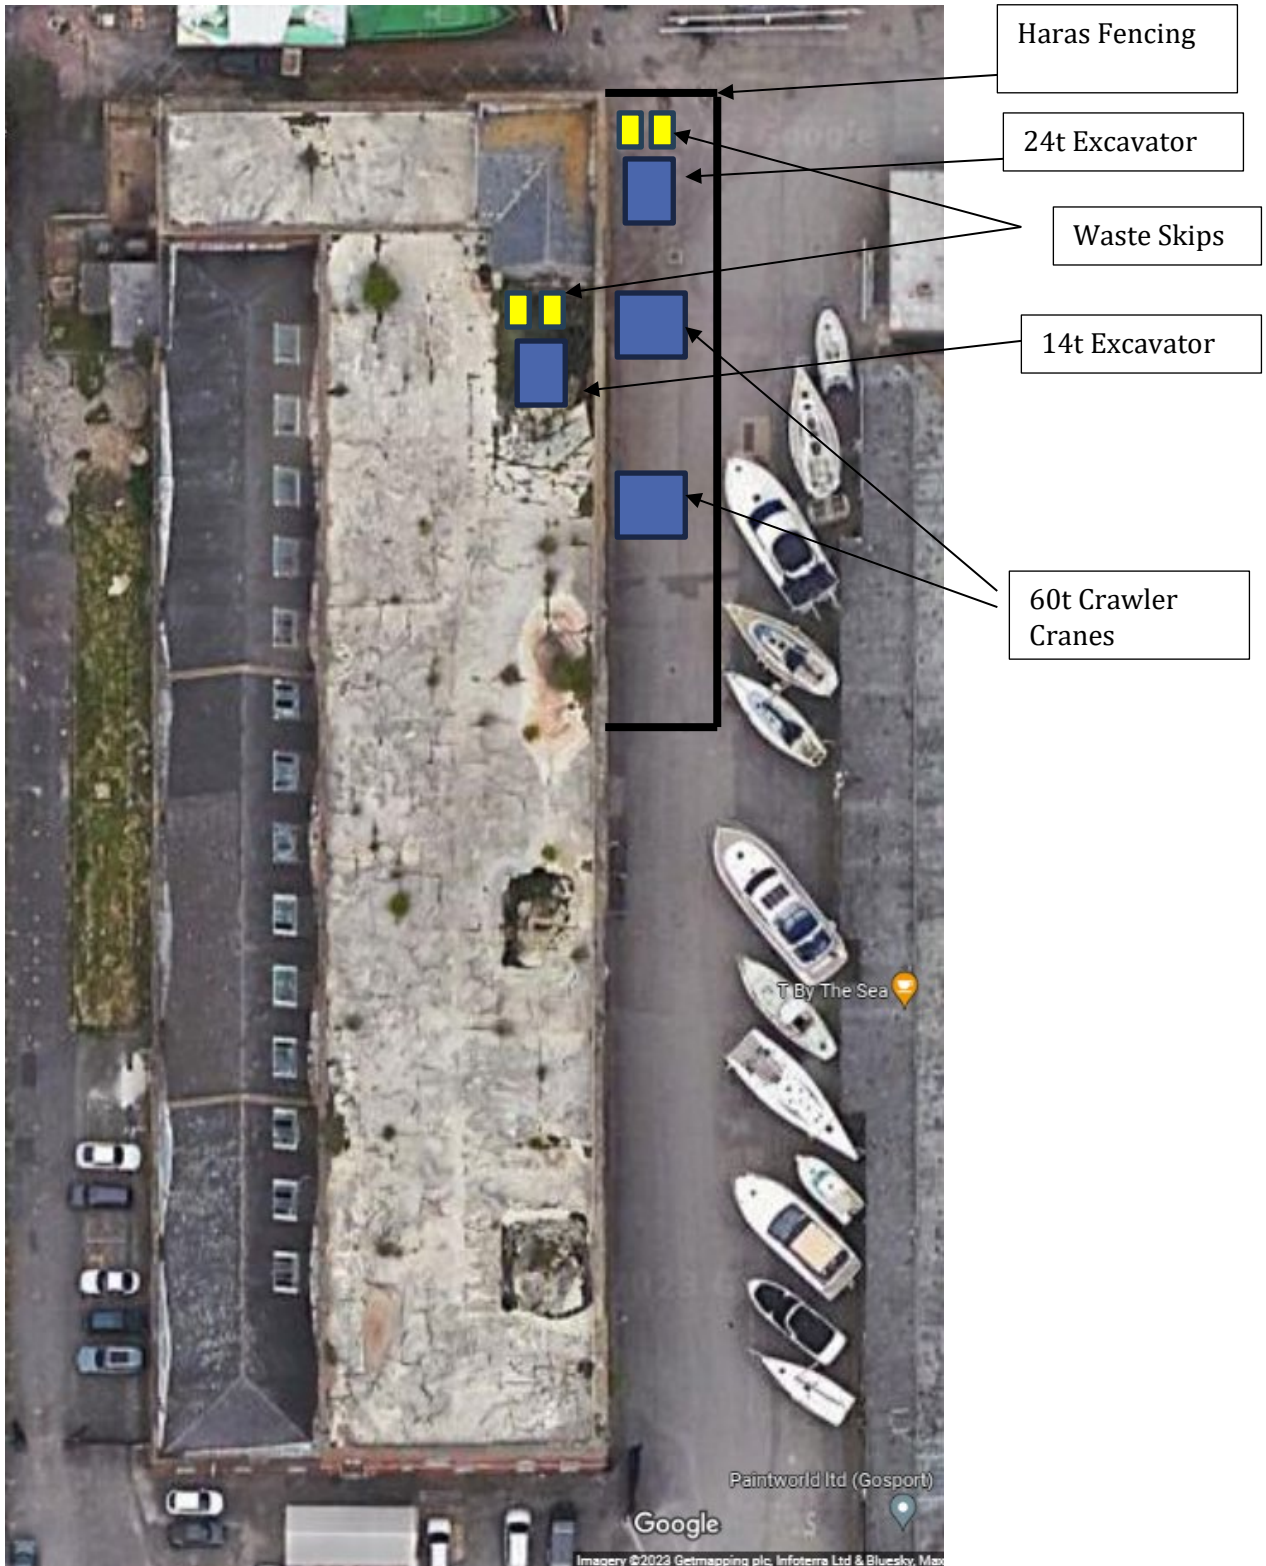 Haras Fencing
24t Excavator
Waste Skips
14t Excavator
60t Crawler
Cranes
T By The Sea
Paintworld ltd (Gosport)
Google
Imagery ©2023 Getmapping plc, Infoterra Ltd & Bluesky, Max